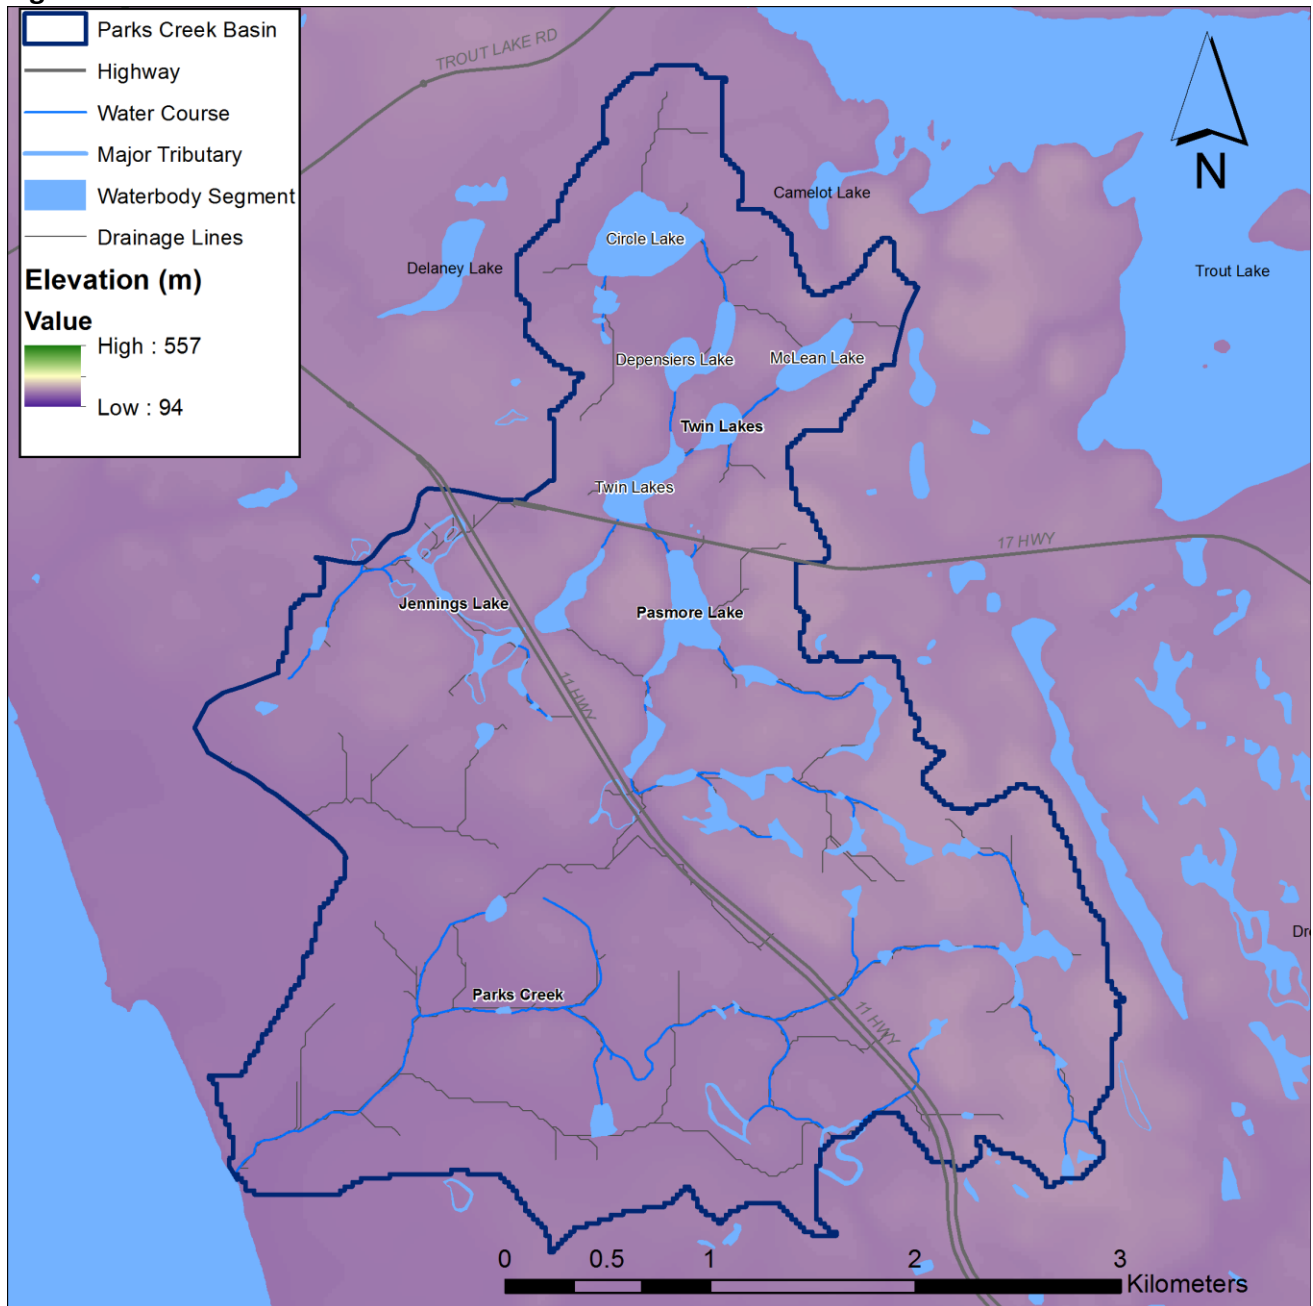 Parks Creek Basin
Highway
Water Course
Major Tributary
Waterbody Segment
Drainage Lines
Elevation (m)
Value
High : 557
Low : 94
TROUT LAKE RD
N
Camelot Lake
Circle Lake
Delaney Lake
Trout Lake
Depensiers Lake
McLean Lake
Twin Lakes
Twin Lakes
17 HWY
Jennings Lake
Pasmore Lake
11 HWY
Parks Creek
11 HWY
0 0.5 1 2 3
Kilometers